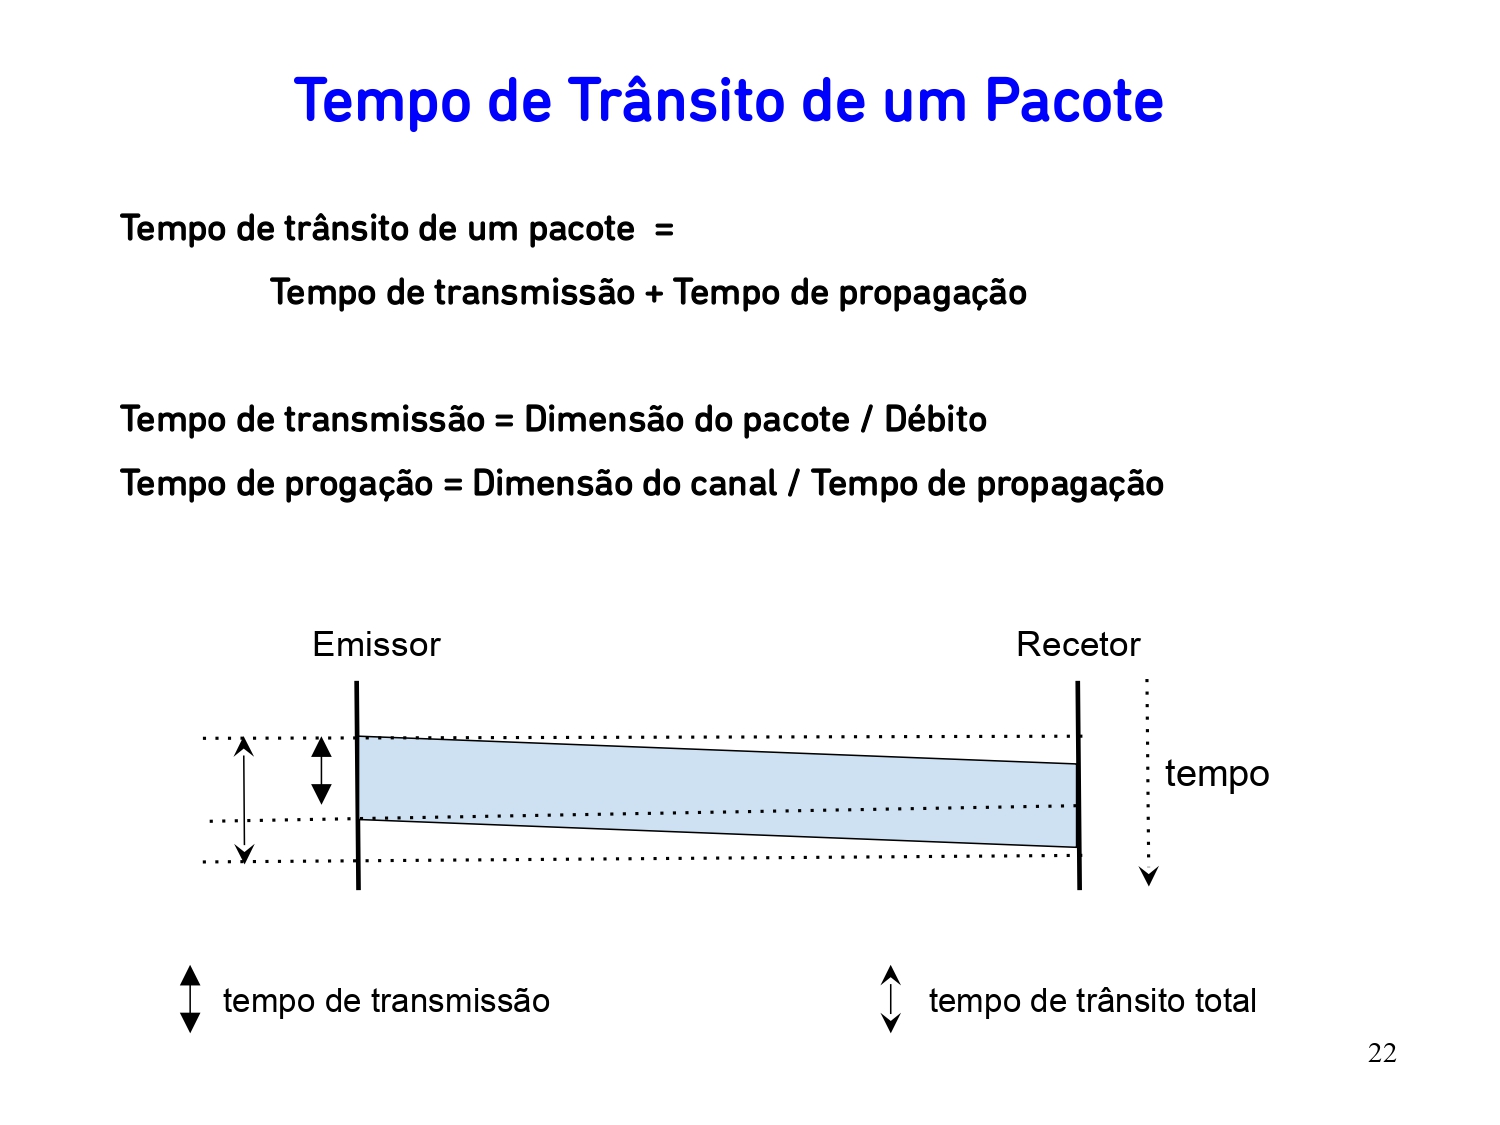 Tempo de Trânsito de um Pacote
Tempo de trânsito de um pacote =
Tempo de transmissão + Tempo de propagação
Tempo de transmissão = Dimensão do pacote / Débito
Tempo de progação = Dimensão do canal / Tempo de propagação
Emissor
Recetor
tempo
tempo de transmissão
tempo de trânsito total
22